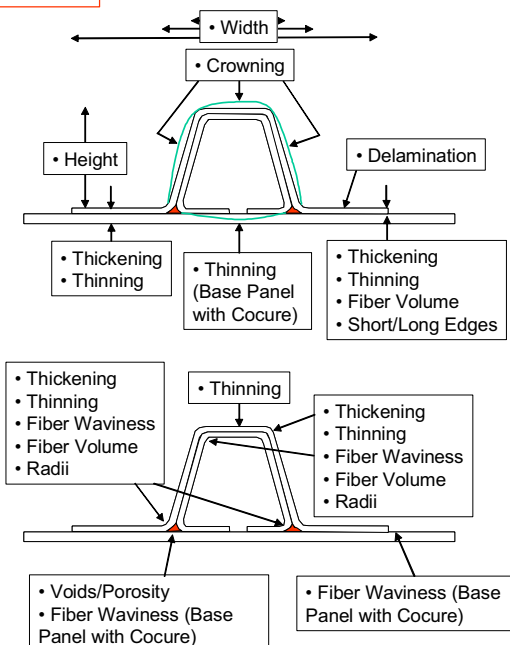 • Width
• Crowning
• Height
• Delamination
• Thickening
• Thinning
• Thinning
(Base Panel
with Cocure)
• Thickening
• Thinning
• Fiber Volume
• Short/Long Edges
• Thickening
• Thinning
• Fiber Waviness
• Fiber Volume
• Radii
• Thinning
• Thickening
• Thinning
• Fiber Waviness
• Fiber Volume
• Radii
• Voids/Porosity
• Fiber Waviness (Base
Panel with Cocure)
• Fiber Waviness (Base
Panel with Cocure)